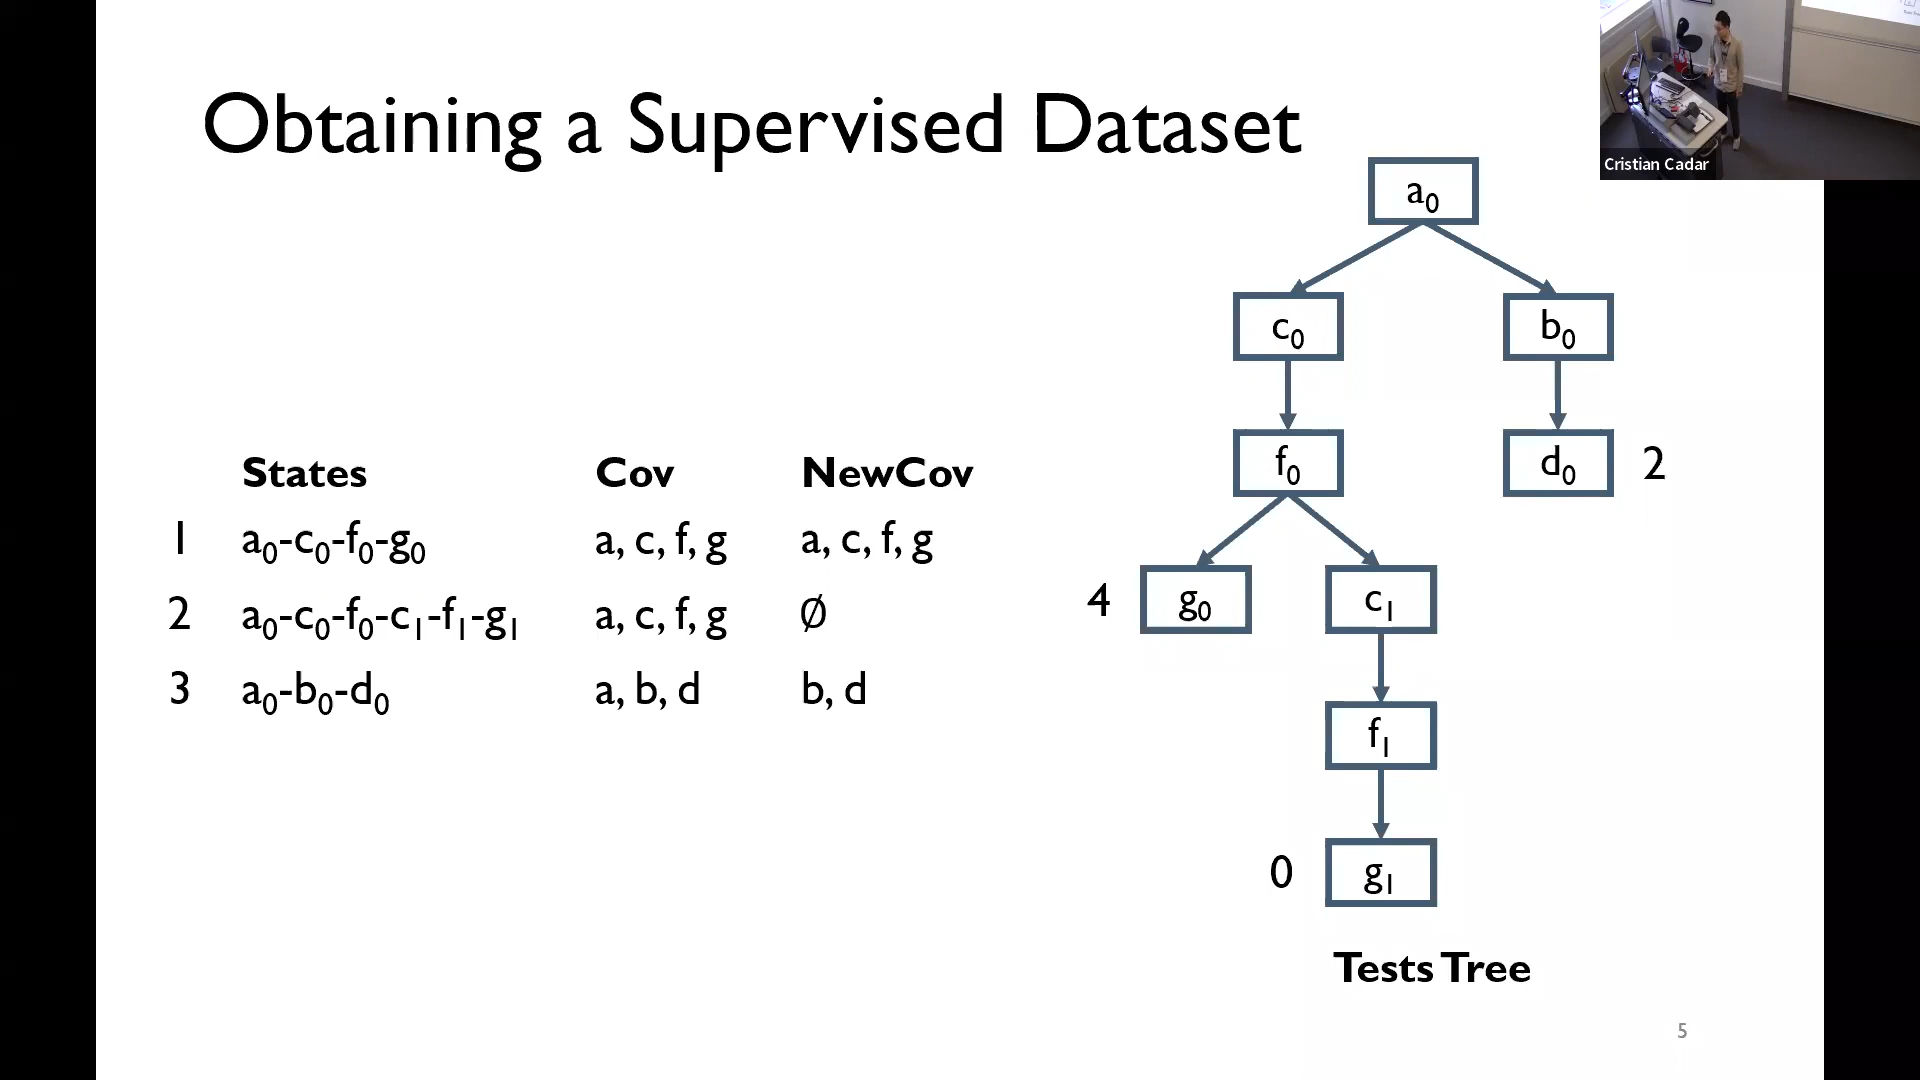 Obtaining a Supervised Dataset
Cristian Cadar
States Cov NewCov
1 a₀-c₀-f₀-g₀ a, c, f, g a, c, f, g
2 a₀-c₀-f₀-c₁-f₁-g₁ a, c, f, g ∅
3 a₀-b₀-d₀ a, b, d b, d
a₀
c₀ b₀
f₀ d₀ 2
4 g₀ c₁
f₁
0 g₁
Tests Tree
5